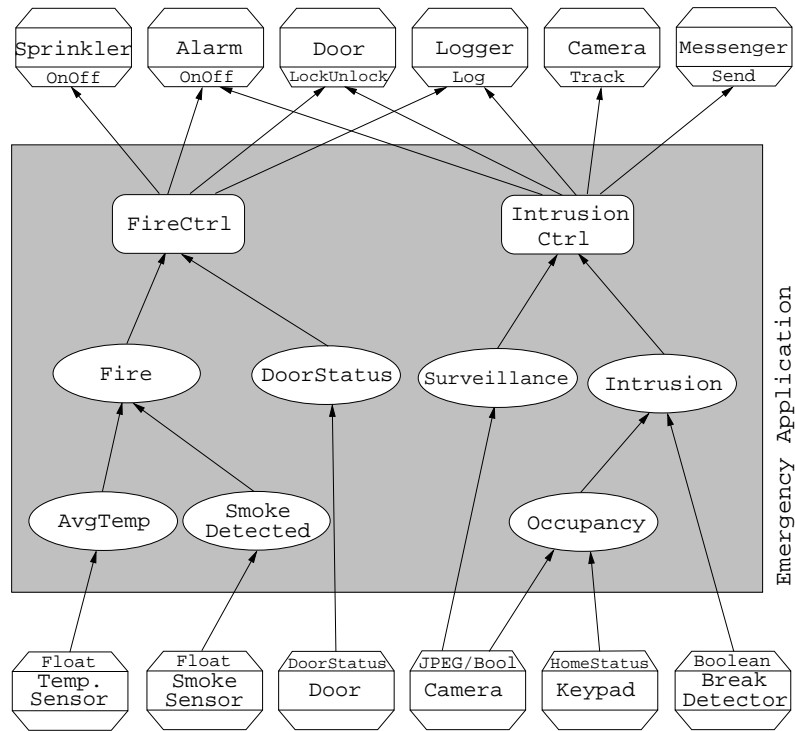 Sprinkler
OnOff
Alarm
OnOff
Door
LockUnlock
Logger
Log
Camera
Track
Messenger
Send
FireCtrl
Intrusion
Ctrl
Emergency Application
Fire
DoorStatus
Surveillance
Intrusion
AvgTemp
Smoke
Detected
Occupancy
Float
Temp.
Sensor
Float
Smoke
Sensor
DoorStatus
Door
JPEG/Bool
Camera
HomeStatus
Keypad
Boolean
Break
Detector